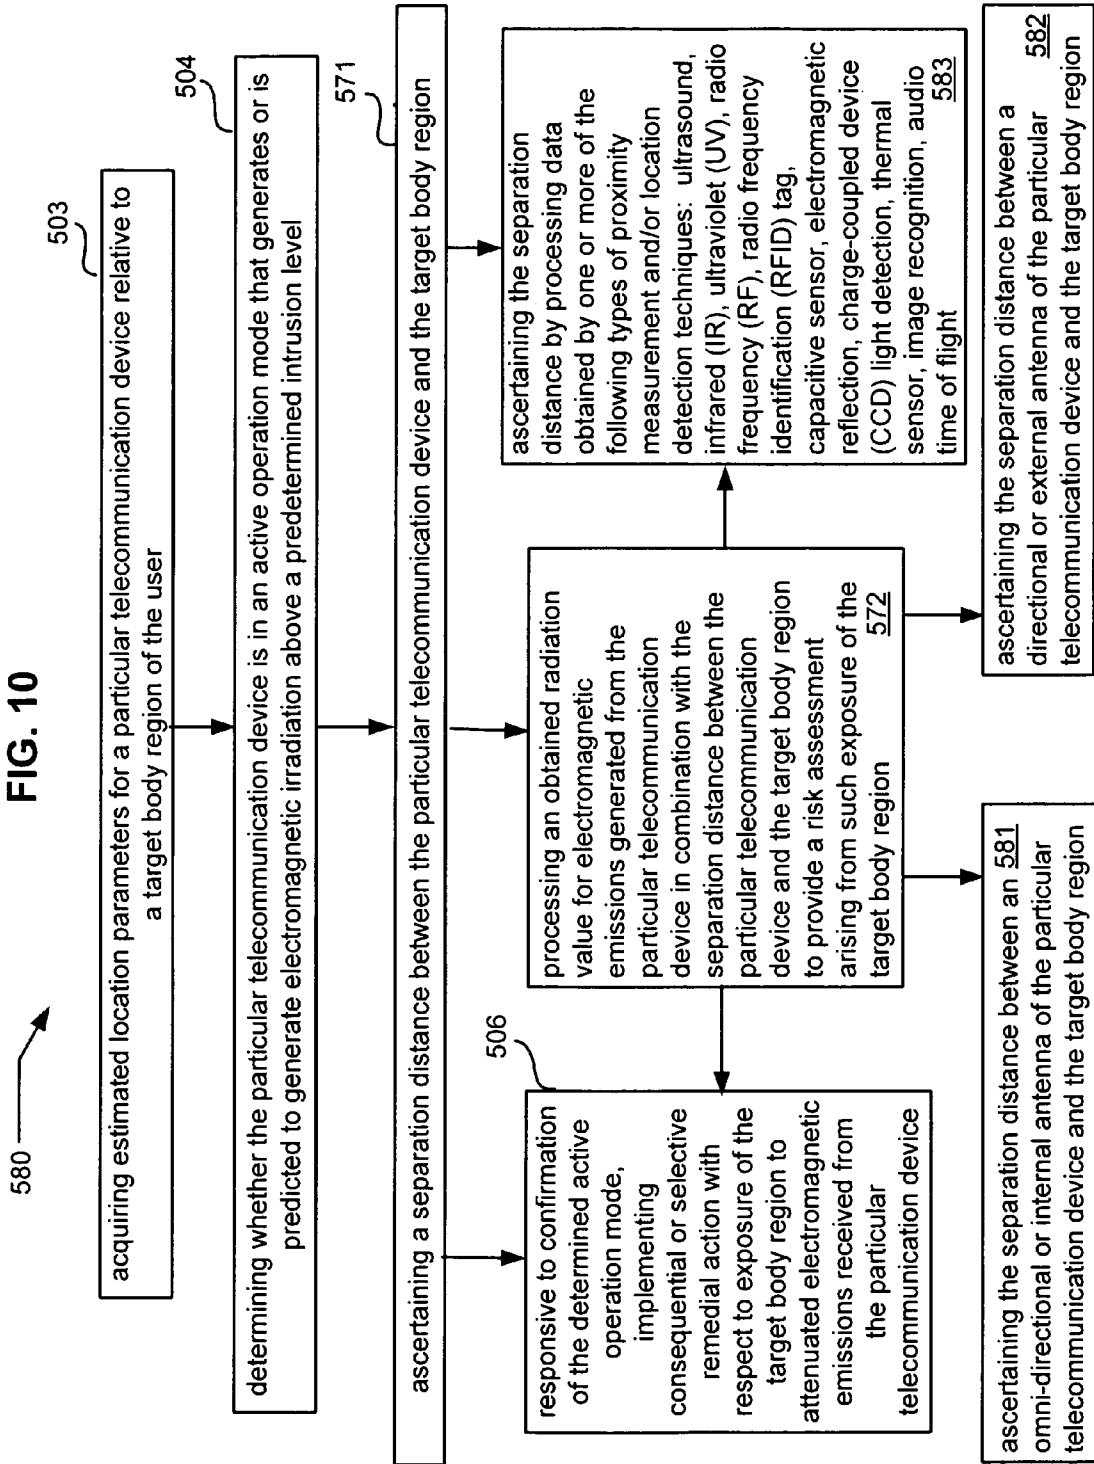 FIG. 10
580
503
acquiring estimated location parameters for a particular telecommunication device relative to
a target body region of the user
504
determining whether the particular telecommunication device is in an active operation mode that generates or is
predicted to generate electromagnetic irradiation above a predetermined intrusion level
571
ascertaining a separation distance between the particular telecommunication device and the target body region
506
responsive to confirmation
of the determined active
operation mode,
implementing
consequential or selective
remedial action with
respect to exposure of the
target body region to
attenuated electromagnetic
emissions received from
the particular
telecommunication device
processing an obtained radiation
value for electromagnetic
emissions generated from the
particular telecommunication
device in combination with the
separation distance between the
particular telecommunication
device and the target body region
to provide a risk assessment
arising from such exposure of the
target body region 572
ascertaining the separation
distance by processing data
obtained by one or more of the
following types of proximity
measurement and/or location
detection techniques: ultrasound,
infrared (IR), ultraviolet (UV), radio
frequency (RF), radio frequency
identification (RFID) tag,
capacitive sensor, electromagnetic
reflection, charge-coupled device
(CCD) light detection, thermal
sensor, image recognition, audio
time of flight 583
ascertaining the separation distance between an 581
omni-directional or internal antenna of the particular
telecommunication device and the target body region
ascertaining the separation distance between a
directional or external antenna of the particular 582
telecommunication device and the target body region